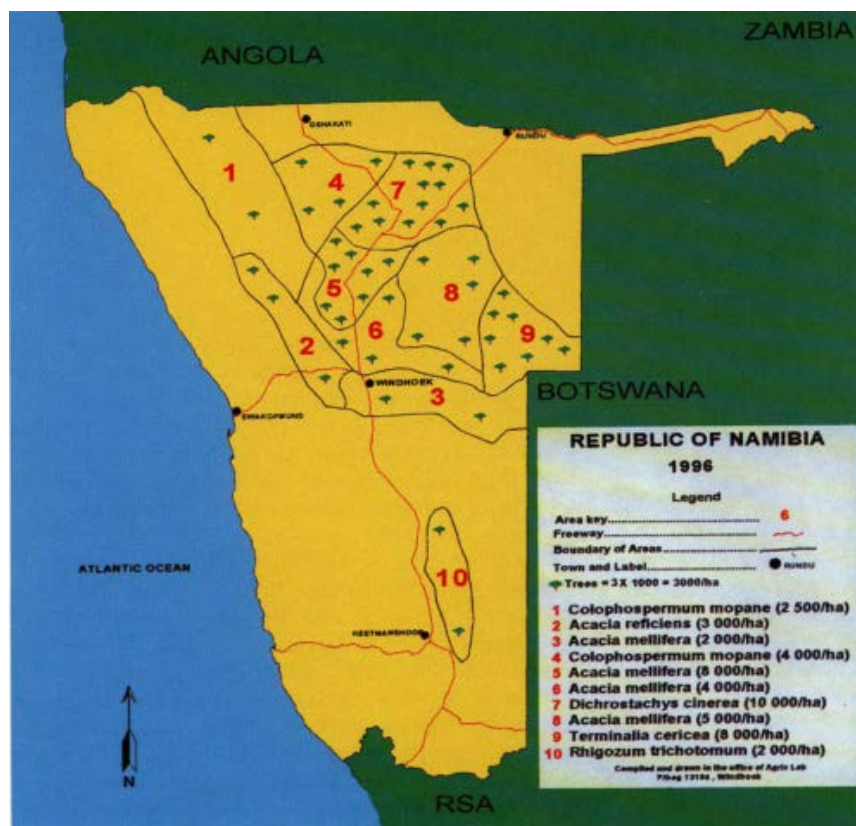 ZAMBIA
ANGOLA
OSHAKATI
RUNDU
1
4
7
5
8
6
9
2
WINDHOEK
3
BOTSWANA
SWAKOPMUND
REPUBLIC OF NAMIBIA
1996
Legend
Area key 6
Freeway
Boundary of Areas
Town and Label RUNDU
Trees = 3 X 1000 = 3000/ha
1 Colophospermum mopane (2 500/ha)
2 Acacia reficiens (3 000/ha)
3 Acacia mellifera (2 000/ha)
4 Colophospermum mopane (4 000/ha)
5 Acacia mellifera (8 000/ha)
6 Acacia mellifera (4 000/ha)
7 Dichrostachys cinerea (10 000/ha)
8 Acacia mellifera (5 000/ha)
9 Terminalia cericea (8 000/ha)
10 Rhigozum trichotomum (2 000/ha)
Compiled and drawn in the office of Agric Lab
, Windhoek
ATLANTIC OCEAN
10
N
RSA